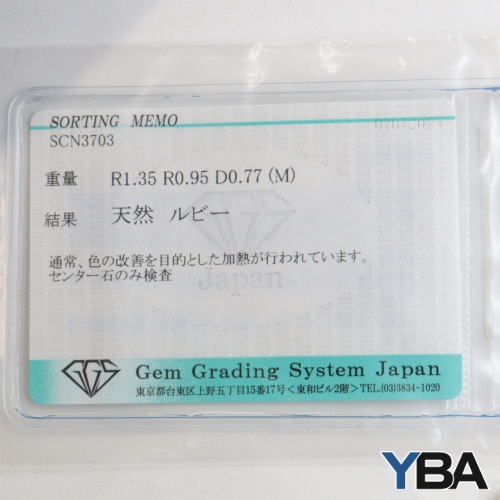 SORTING MEMO
SCN3703
重量 R1.35 R0.95 D0.77 (M)
結果 天然 ルビー
通常、色の改善を目的とした加熱が行われています。
センター石のみ検査
Japan
GGS Gem Grading System Japan
東京都台東区上野五丁目15番17号＜東和ビル2階＞TEL.(03)3834-1020
YBA